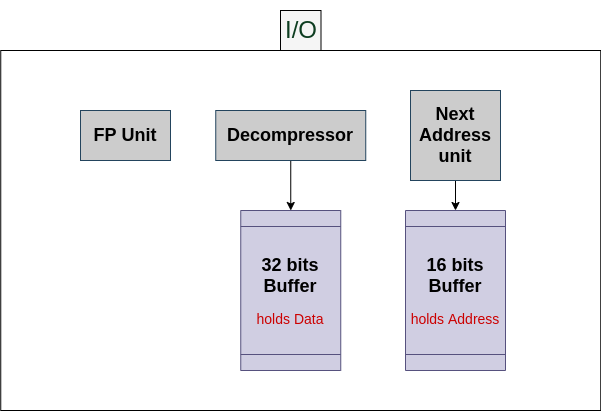 I/O
FP Unit
Decompressor
Next
Address
unit
32 bits
Buffer
holds Data
16 bits
Buffer
holds Address